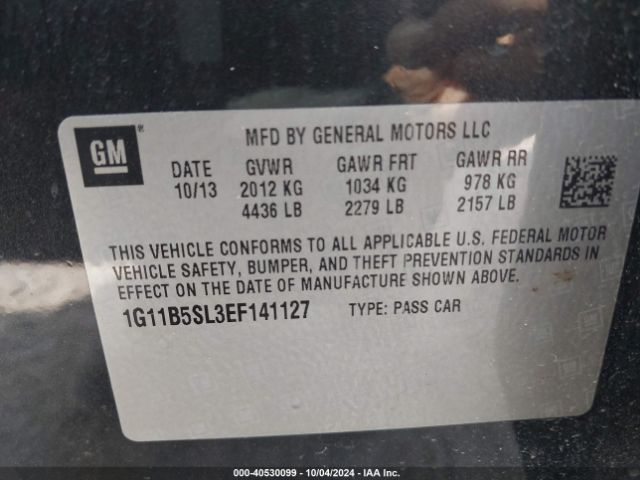 GM®
MFD BY GENERAL MOTORS LLC
DATE GVWR GAWR FRT GAWR RR
10/13 2012 KG 1034 KG 978 KG
4436 LB 2279 LB 2157 LB
THIS VEHICLE CONFORMS TO ALL APPLICABLE U.S. FEDERAL MOTOR
VEHICLE SAFETY, BUMPER, AND THEFT PREVENTION STANDARDS IN
EFFECT ON THE DATE OF MANUFACTURE SHOWN ABOVE.
1G11B5SL3EF141127 TYPE: PASS CAR
000-40530099 - 10/04/2024 - IAA Inc.